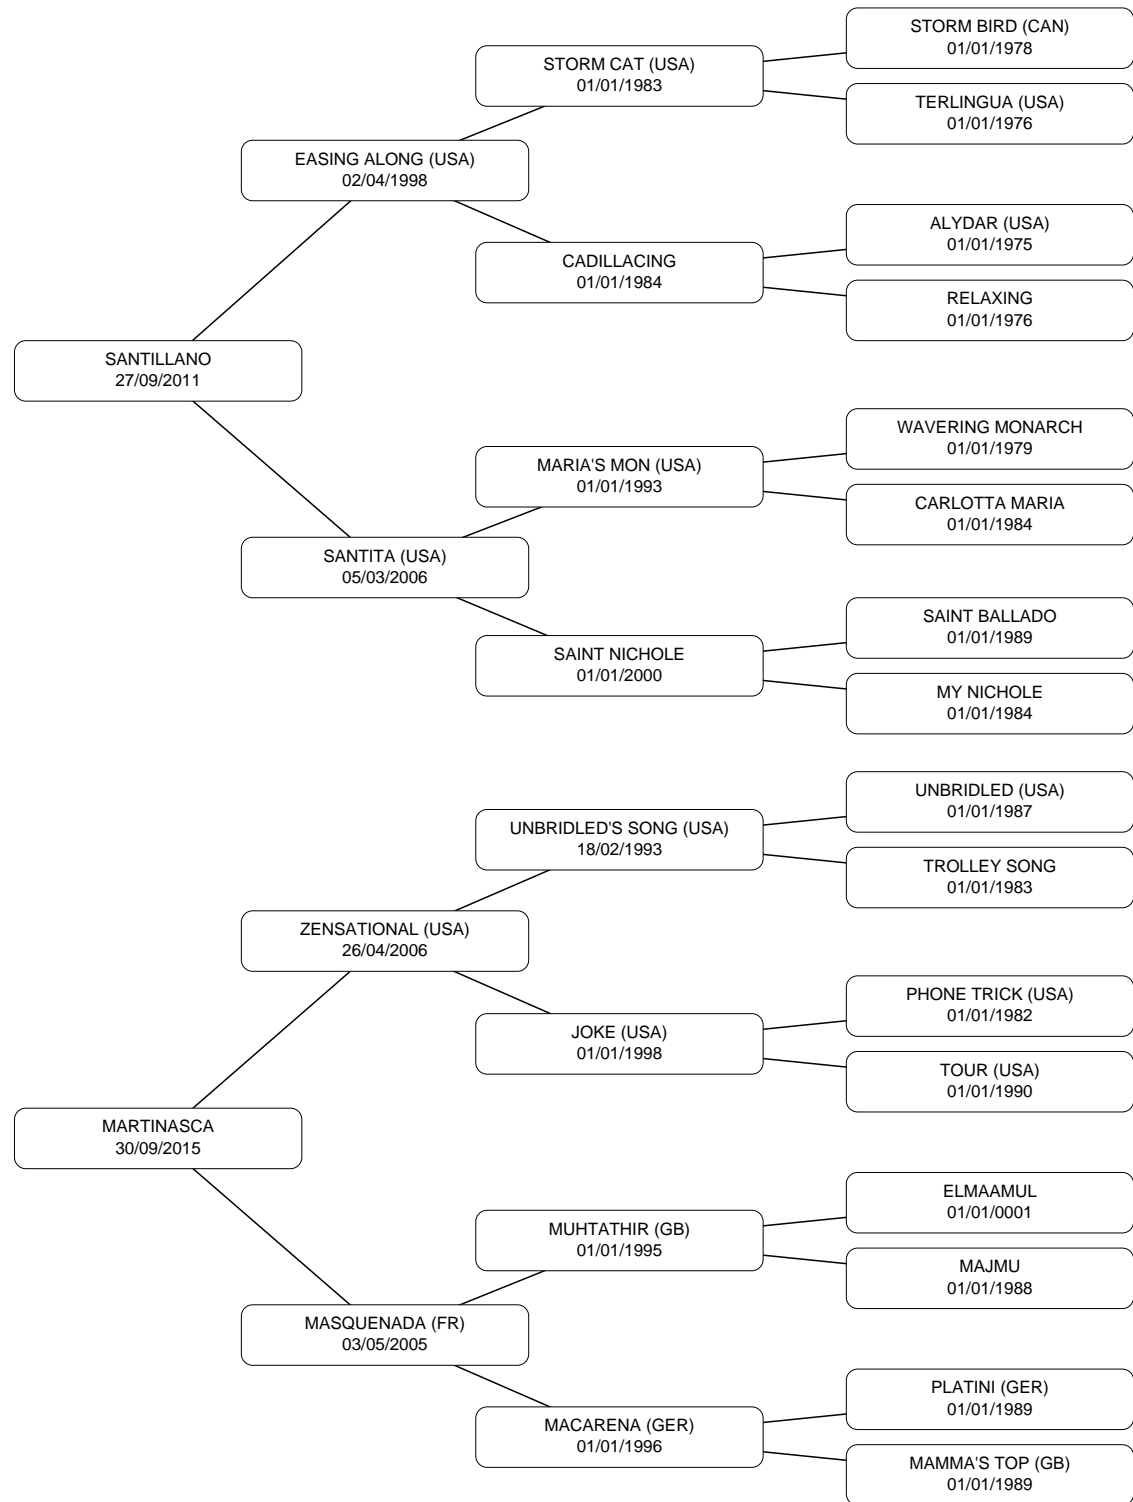 STORM BIRD (CAN)
01/01/1978
STORM CAT (USA)
01/01/1983
TERLINGUA (USA)
01/01/1976
EASING ALONG (USA)
02/04/1998
ALYDAR (USA)
01/01/1975
CADILLACING
01/01/1984
RELAXING
01/01/1976
SANTILLANO
27/09/2011
WAVERING MONARCH
01/01/1979
MARIA'S MON (USA)
01/01/1993
CARLOTTA MARIA
01/01/1984
SANTITA (USA)
05/03/2006
SAINT BALLADO
01/01/1989
SAINT NICHOLE
01/01/2000
MY NICHOLE
01/01/1984
UNBRIDLED (USA)
01/01/1987
UNBRIDLED'S SONG (USA)
18/02/1993
TROLLEY SONG
01/01/1983
ZENSATIONAL (USA)
26/04/2006
PHONE TRICK (USA)
01/01/1982
JOKE (USA)
01/01/1998
TOUR (USA)
01/01/1990
MARTINASCA
30/09/2015
ELMAAMUL
01/01/0001
MUHTATHIR (GB)
01/01/1995
MAJMU
01/01/1988
MASQUENADA (FR)
03/05/2005
PLATINI (GER)
01/01/1989
MACARENA (GER)
01/01/1996
MAMMA'S TOP (GB)
01/01/1989